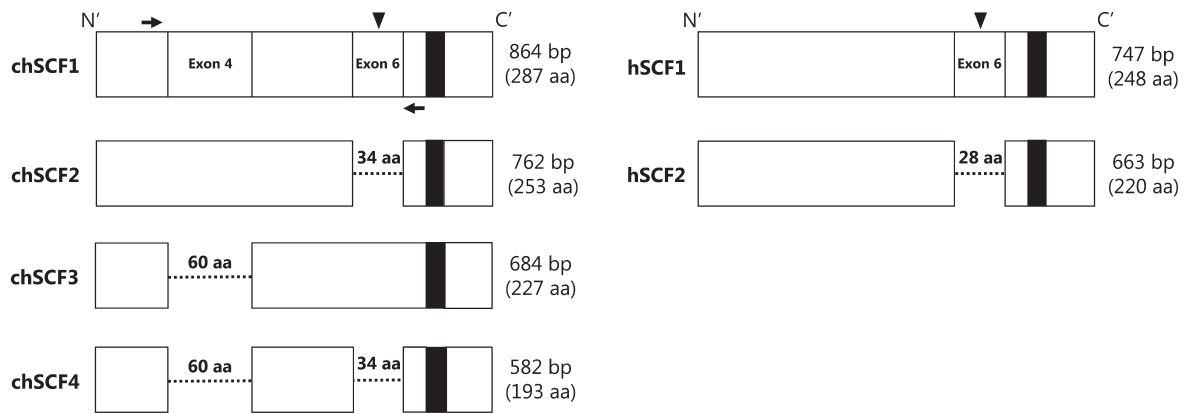 N’ C’
chSCF1 Exon 4 Exon 6 864 bp
(287 aa)
chSCF2 34 aa 762 bp
(253 aa)
chSCF3 60 aa 684 bp
(227 aa)
chSCF4 60 aa 34 aa 582 bp
(193 aa)
N’ C’
hSCF1 Exon 6 747 bp
(248 aa)
hSCF2 28 aa 663 bp
(220 aa)